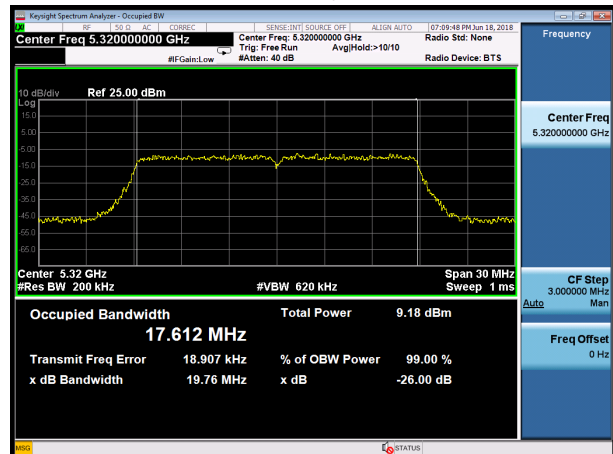 Keysight Spectrum Analyzer - Occupied BW
RF 50 Ω AC CORREC SENSE:INT SOURCE OFF ALIGN AUTO 07:09:48 PM Jun 18, 2018
Center Freq 5.320000000 GHz
Center Freq: 5.320000000 GHz Radio Std: None
Trig: Free Run Avg|Hold:>10/10
#IFGain:Low #Atten: 40 dB Radio Device: BTS
10 dB/div Ref 25.00 dBm
Log
15.0
5.00
-5.00
-15.0
-25.0
-35.0
-45.0
-55.0
-65.0
Center 5.32 GHz Span 30 MHz
#Res BW 200 kHz #VBW 620 kHz Sweep 1 ms
Occupied Bandwidth Total Power 9.18 dBm
17.612 MHz
Transmit Freq Error 18.907 kHz % of OBW Power 99.00 %
x dB Bandwidth 19.76 MHz x dB -26.00 dB
MSG STATUS
Frequency
Center Freq
5.320000000 GHz
CF Step
3.000000 MHz
Auto Man
Freq Offset
0 Hz